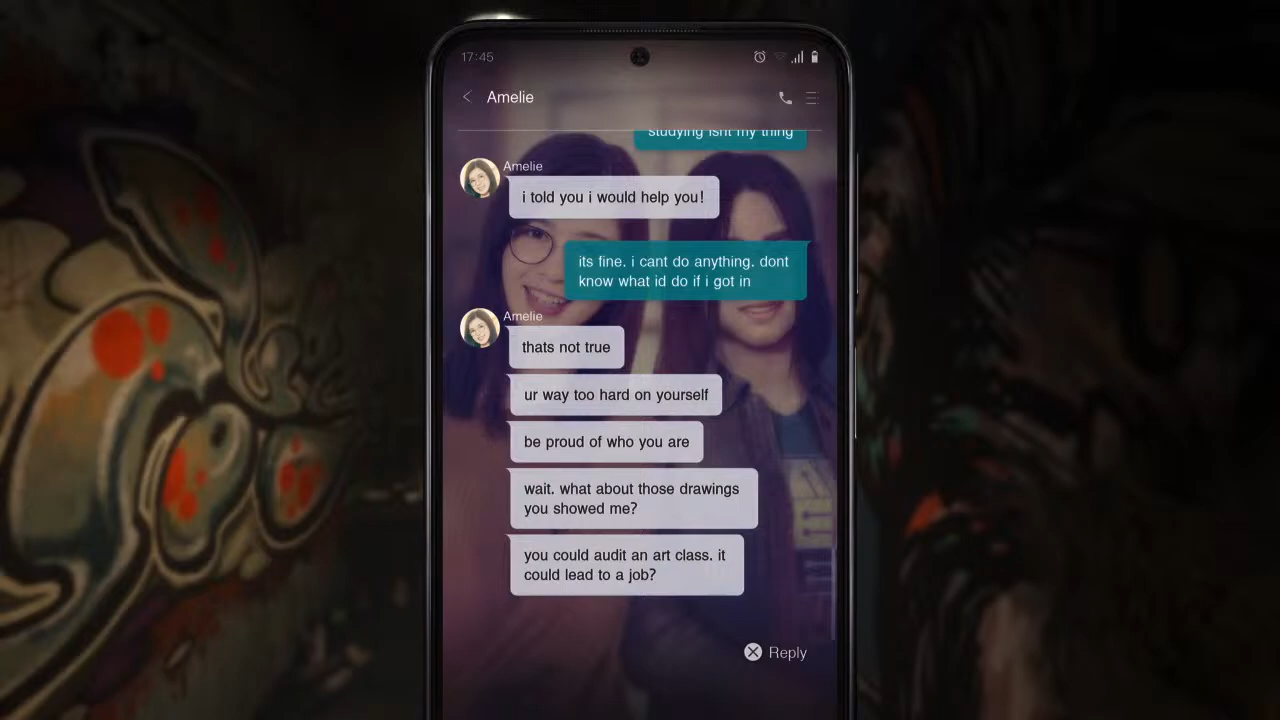 17:45
Amelie
studying isnt my thing
Amelie
i told you i would help you!
its fine. i cant do anything. dont
know what id do if i got in
Amelie
thats not true
ur way too hard on yourself
be proud of who you are
wait. what about those drawings
you showed me?
you could audit an art class. it
could lead to a job?
Reply